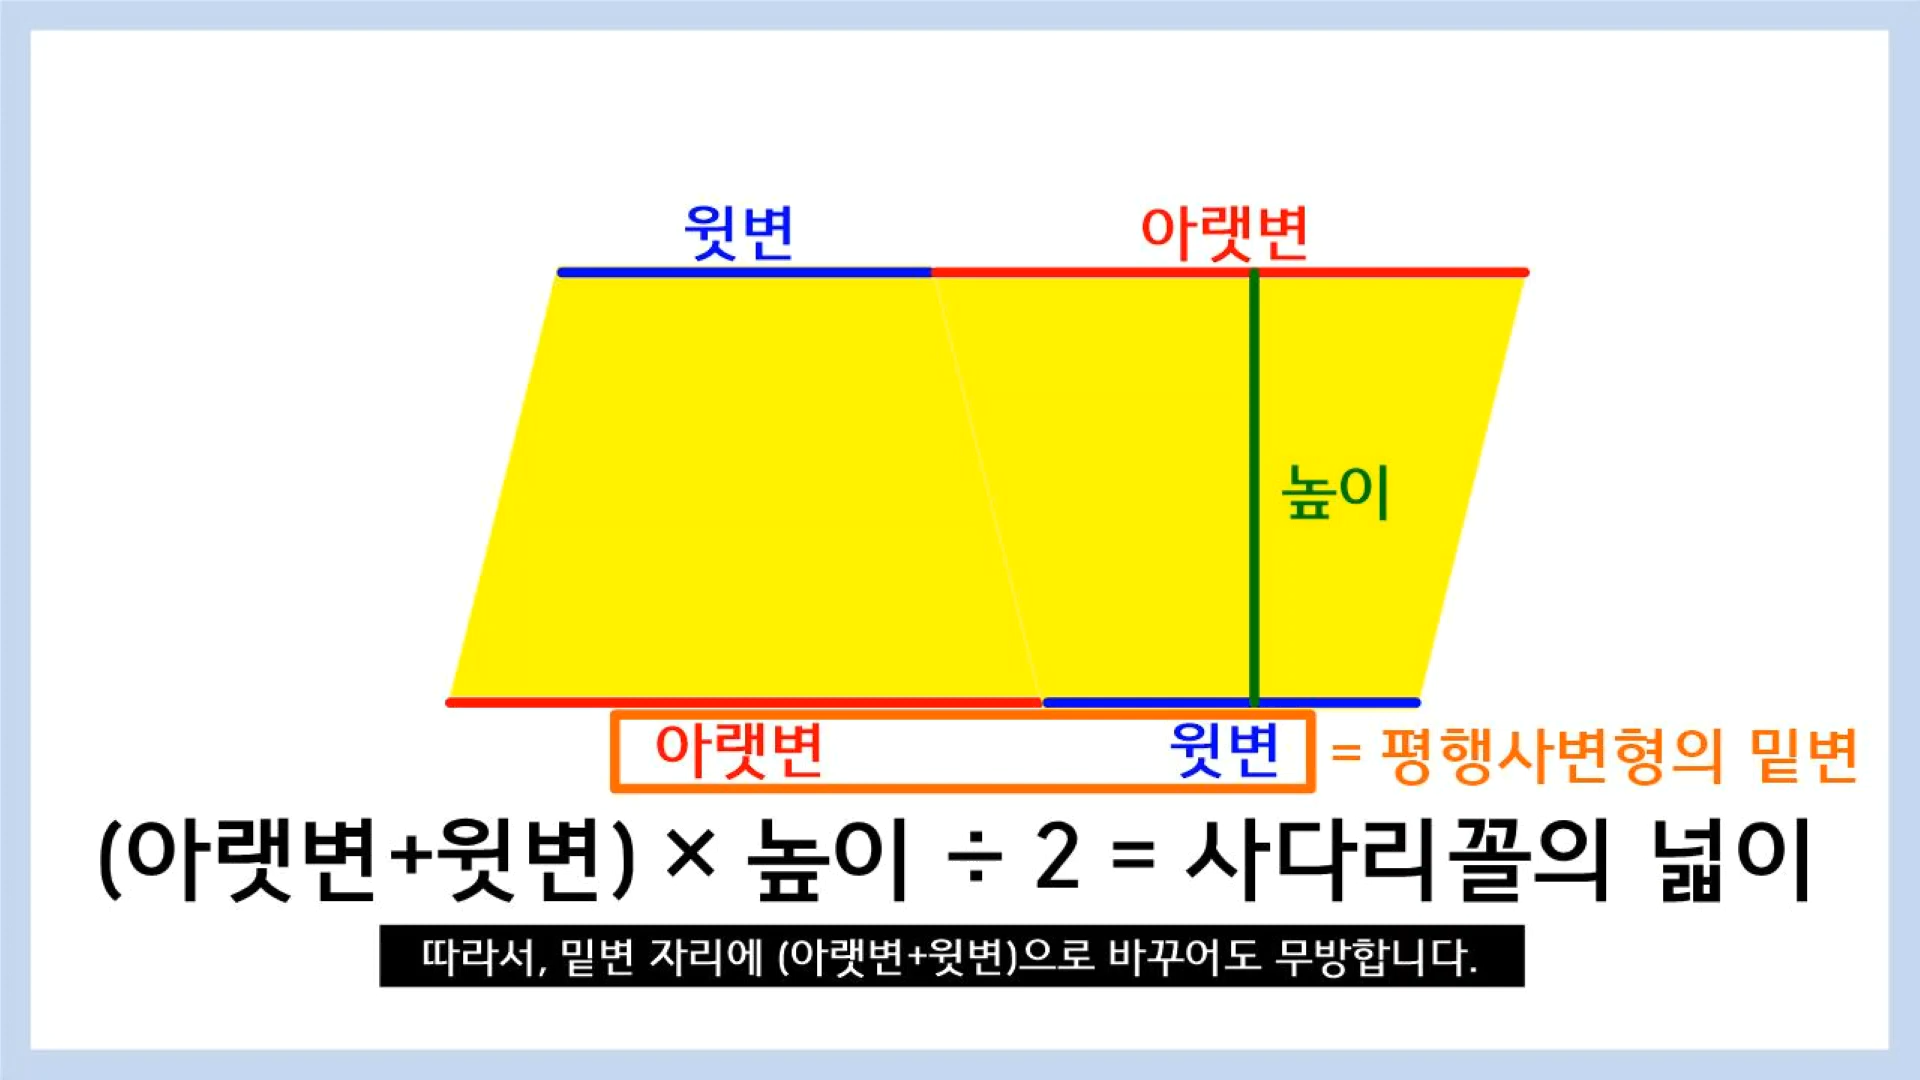 윗변 아랫변
높이
아랫변 윗변 = 평행사변형의 밑변
(아랫변+윗변) × 높이 ÷ 2 = 사다리꼴의 넓이
따라서, 밑변 자리에 (아랫변+윗변)으로 바꾸어도 무방합니다.